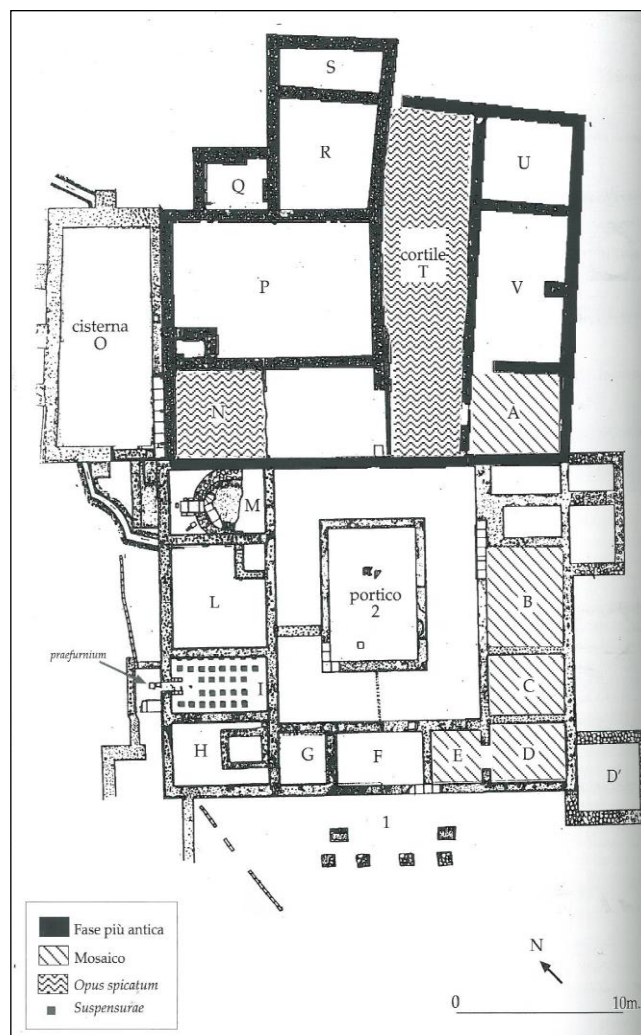 S
R
Q
U
cisterna
O
P
cortile
T
V
N
A
M
L
portico
2
B
praefurnium
I
C
H
G
F
E
D
D'
1
Fase più antica
Mosaico
Opus spicatum
Suspensurae
N
0
10m.